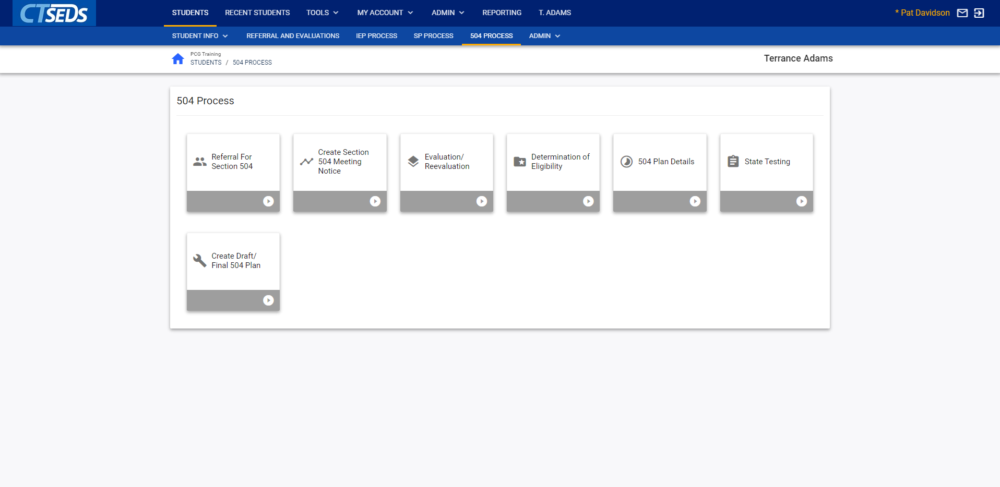 CTSEDS
STUDENTS RECENT STUDENTS TOOLS MY ACCOUNT ADMIN REPORTING T. ADAMS
* Pat Davidson
STUDENT INFO REFERRAL AND EVALUATIONS IEP PROCESS SP PROCESS 504 PROCESS ADMIN
PCG Training
STUDENTS / 504 PROCESS
Terrance Adams
504 Process
Referral For
Section 504
Create Section
504 Meeting
Notice
Evaluation/
Reevaluation
Determination of
Eligibility
504 Plan Details
State Testing
Create Draft/
Final 504 Plan